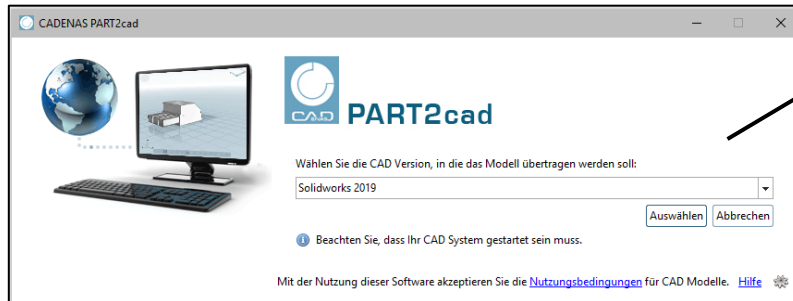 CADENAS PART2cad
CAD
PART2cad
Wählen Sie die CAD Version, in die das Modell übertragen werden soll:
Solidworks 2019
Auswählen Abbrechen
Beachten Sie, dass Ihr CAD System gestartet sein muss.
Mit der Nutzung dieser Software akzeptieren Sie die Nutzungsbedingungen für CAD Modelle. Hilfe